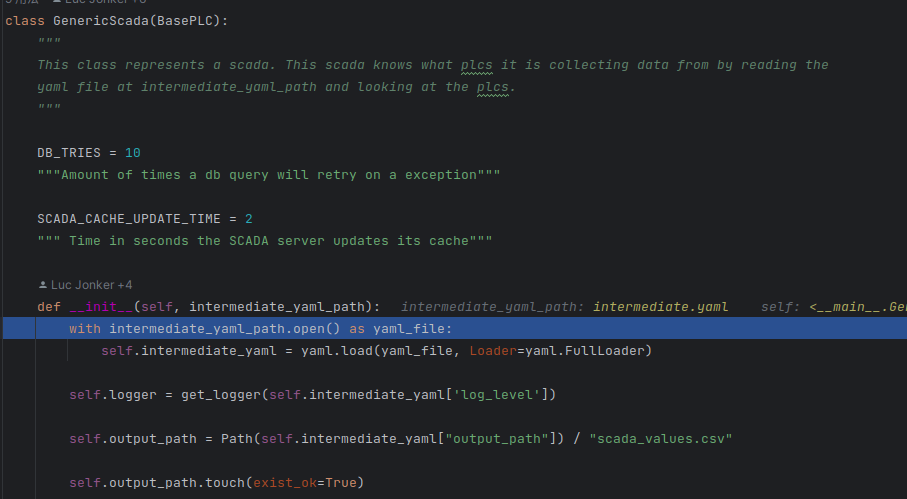 class GenericScada(BasePLC):
"""
This class represents a scada. This scada knows what plcs it is collecting data from by reading the
yaml file at intermediate_yaml_path and looking at the plcs.
"""
DB_TRIES = 10
"""Amount of times a db query will retry on a exception"""
SCADA_CACHE_UPDATE_TIME = 2
""" Time in seconds the SCADA server updates its cache"""
Luc Jonker +4
def __init__(self, intermediate_yaml_path): intermediate_yaml_path: intermediate.yaml self: <__main__.Ge
with intermediate_yaml_path.open() as yaml_file:
self.intermediate_yaml = yaml.load(yaml_file, Loader=yaml.FullLoader)
self.logger = get_logger(self.intermediate_yaml['log_level'])
self.output_path = Path(self.intermediate_yaml["output_path"]) / "scada_values.csv"
self.output_path.touch(exist_ok=True)